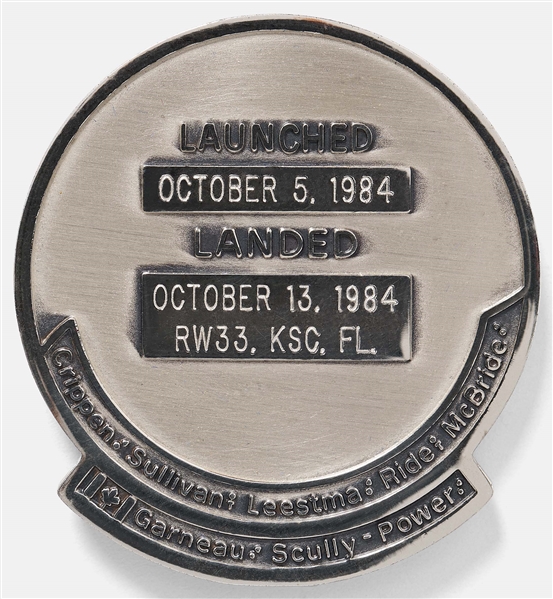 LAUNCHED
OCTOBER 5, 1984
LANDED
OCTOBER 13, 1984
RW33, KSC, FL.
Crippen♂ Sullivan♀ Leestma♂ Ride♀ McBride♂
Garneau♂ Scully-Power♂